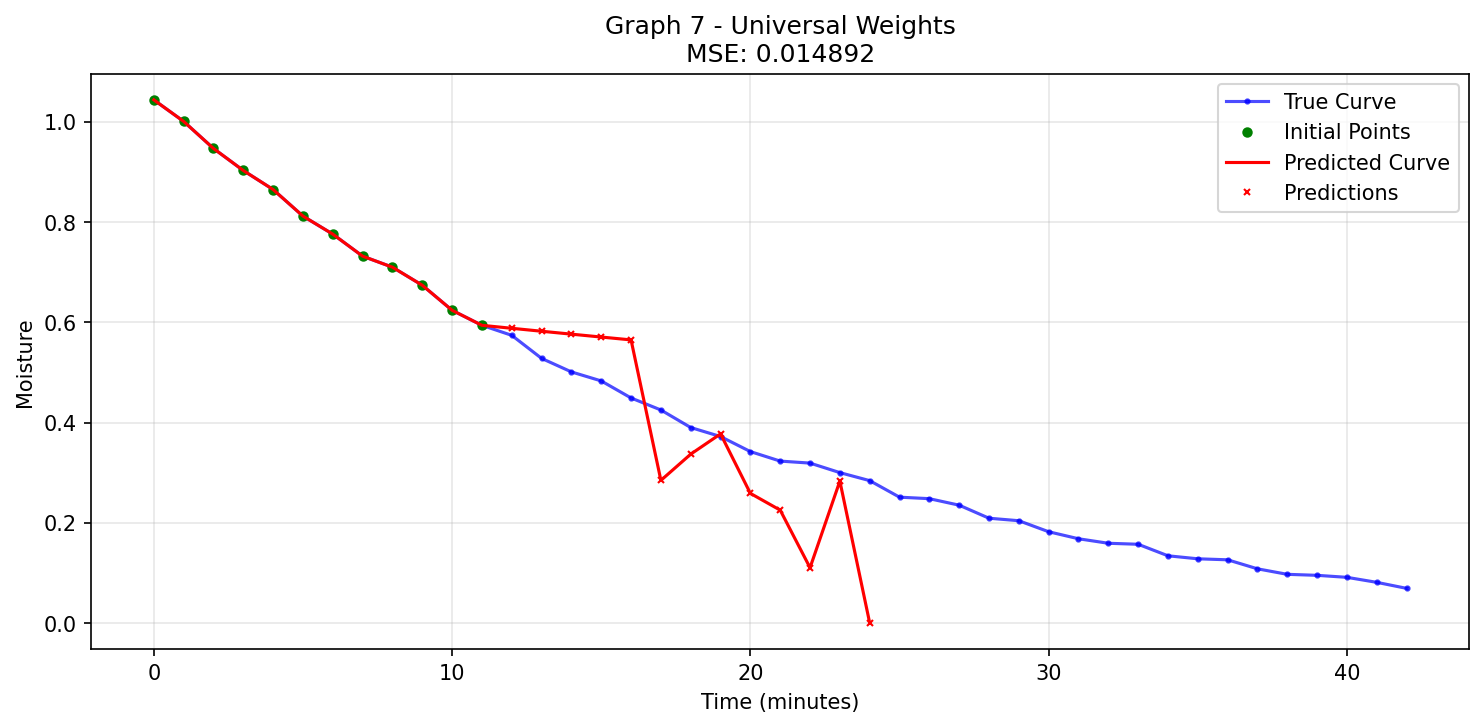 Graph 7 - Universal Weights
MSE: 0.014892
True Curve
Initial Points
Predicted Curve
Predictions
Moisture
1.0
0.8
0.6
0.4
0.2
0.0
0
10
20
30
40
Time (minutes)